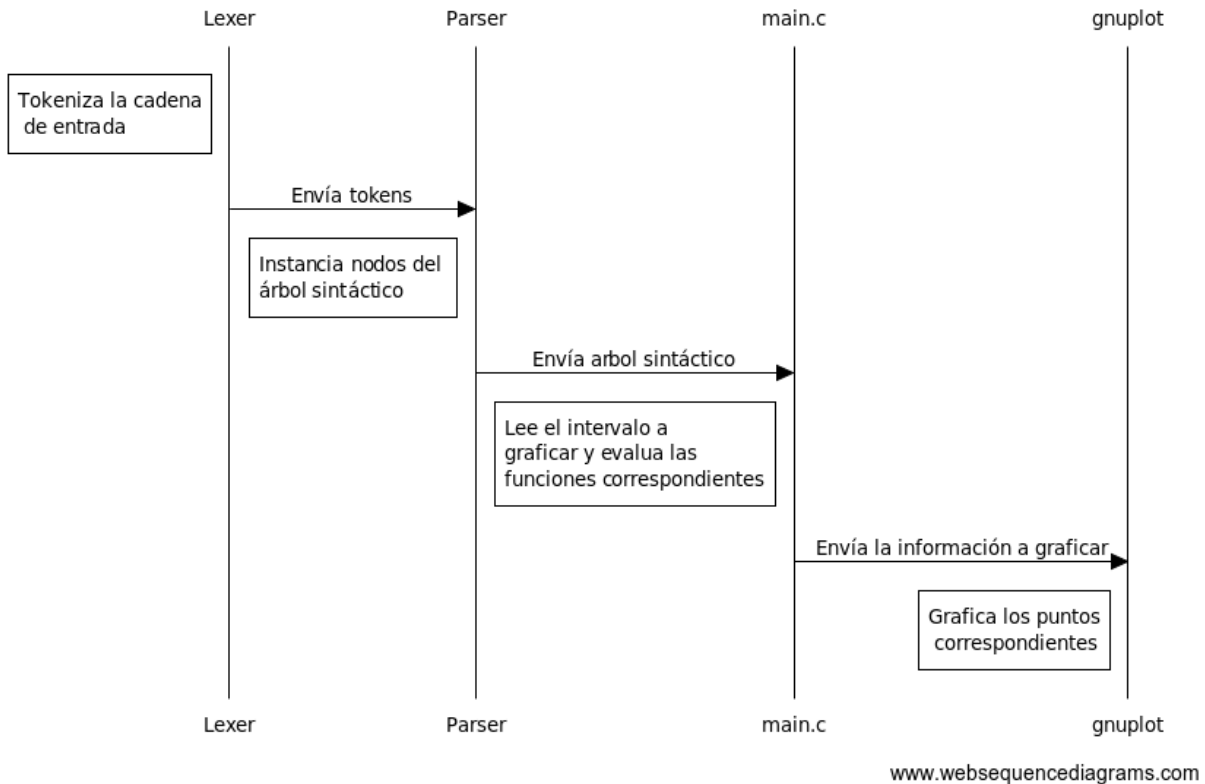 Lexer
Parser
main.c
gnuplot
Tokeniza la cadena
de entrada
Envía tokens
Instancia nodos del
árbol sintáctico
Envía arbol sintáctico
Lee el intervalo a
graficar y evalua las
funciones correspondientes
Envía la información a graficar
Grafica los puntos
correspondientes
Lexer
Parser
main.c
gnuplot
www.websequencediagrams.com